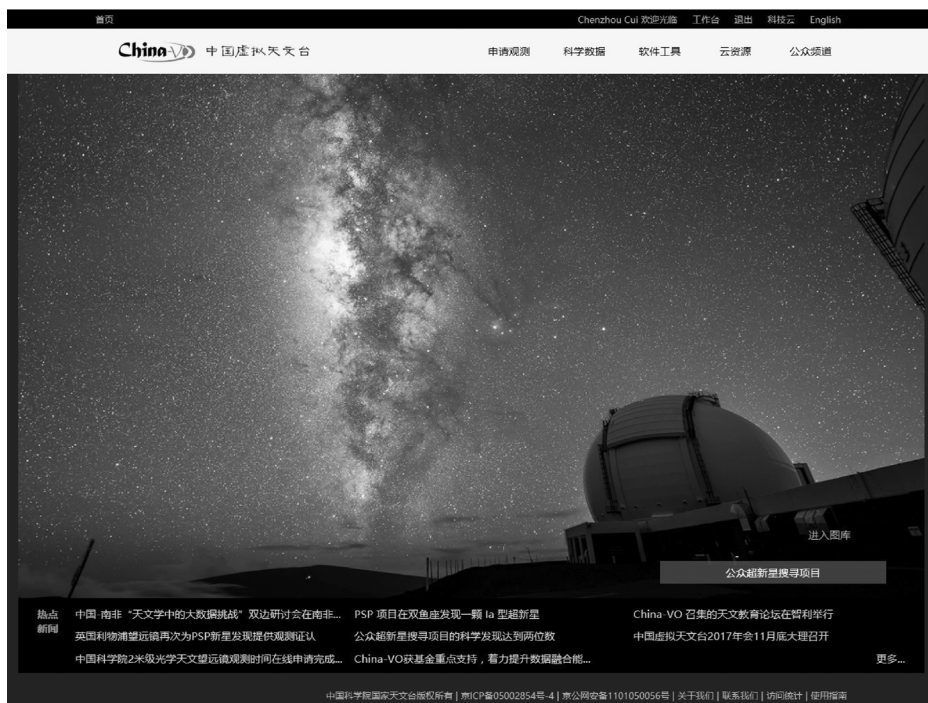 首页 Chenzhou Cui 欢迎光临 工作台 退出 科技云 English
China-VO 中国虚拟天文台 申请观测 科学数据 软件工具 云资源 公众频道
进入图库
公众超新星搜寻项目
热点新闻
中国-南非“天文学中的大数据挑战”双边研讨会在南非... PSP 项目在双鱼座发现一颗 Ia 型超新星 China-VO 召集的天文教育论坛在智利举行
英国利物浦望远镜再次为PSP新星发现提供观测证认 公众超新星搜寻项目的科学发现达到两位数 中国虚拟天文台2017年会11月底大理召开
中国科学院2米级光学天文望远镜观测时间在线申请完成... China-VO获基金重点支持，着力提升数据融合能... 更多...
中国科学院国家天文台版权所有 | 京ICP备05002854号-4 | 京公网安备1101050056号 | 关于我们 | 联系我们 | 访问统计 | 使用指南